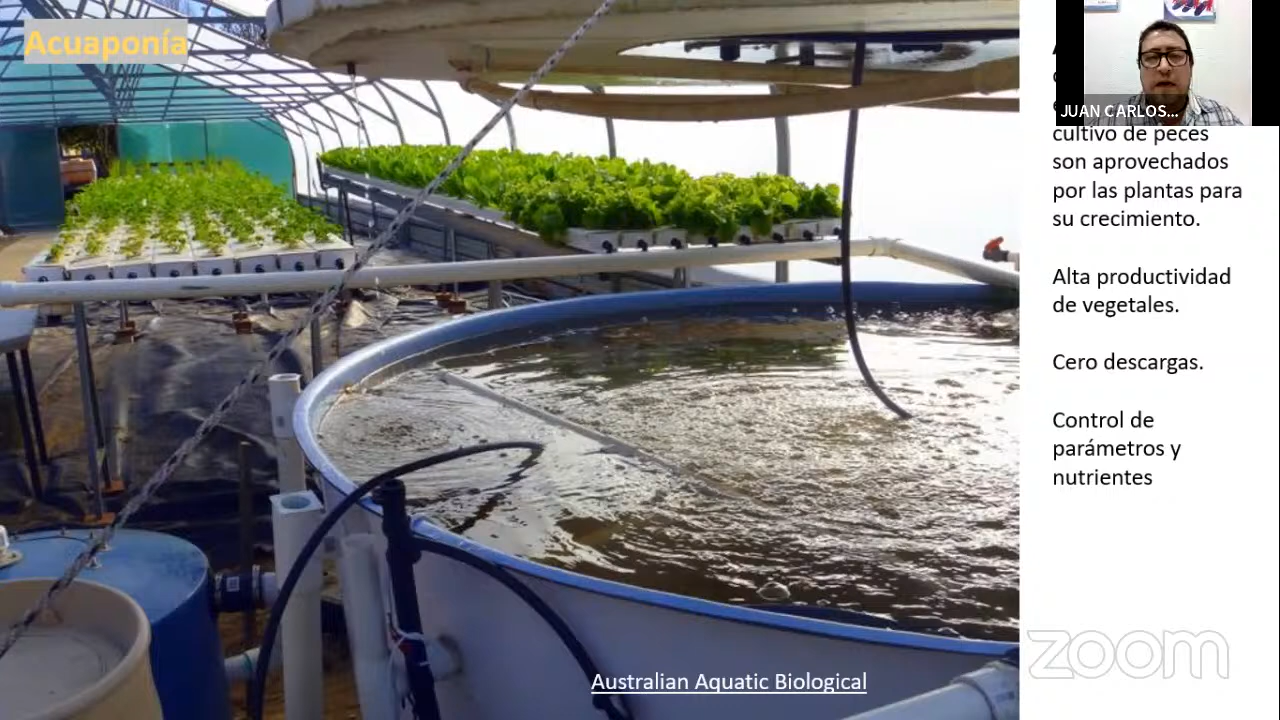 Acuaponía
JUAN CARLOS...
cultivo de peces
son aprovechados
por las plantas para
su crecimiento.
Alta productividad
de vegetales.
Cero descargas.
Control de
parámetros y
nutrientes
Australian Aquatic Biological
zoom